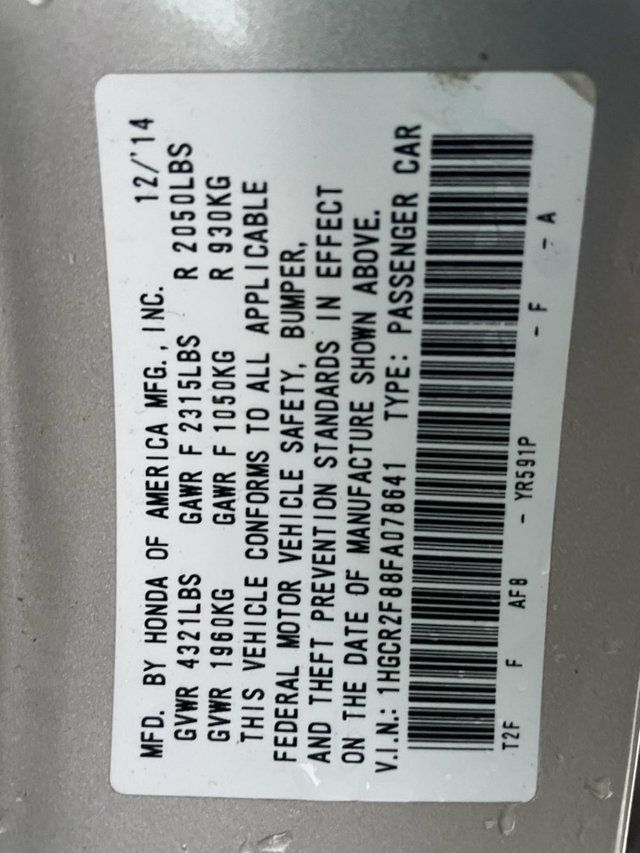 MFD. BY HONDA OF AMERICA MFG., INC. 12/'14
GVWR 4321LBS GAWR F 2315LBS R 2050LBS
GVWR 1960KG GAWR F 1050KG R 930KG
THIS VEHICLE CONFORMS TO ALL APPLICABLE
FEDERAL MOTOR VEHICLE SAFETY, BUMPER,
AND THEFT PREVENTION STANDARDS IN EFFECT
ON THE DATE OF MANUFACTURE SHOWN ABOVE.
V.I.N.: 1HGCR2F88FA078641 TYPE: PASSENGER CAR
T2F F AF8 - YR591P - F - A